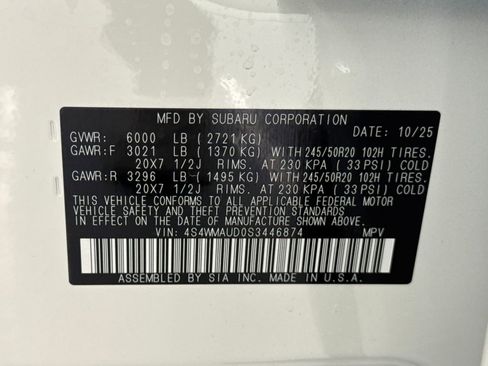 MFD BY SUBARU CORPORATION
GVWR: 6000 LB ( 2721 KG) DATE: 10/25
GAWR:F 3021 LB ( 1370 KG) WITH 245/50R20 102H TIRES.
20X7 1/2J RIMS. AT 230 KPA ( 33 PSI) COLD
GAWR:R 3296 LB ( 1495 KG) WITH 245/50R20 102H TIRES.
20X7 1/2J RIMS. AT 230 KPA ( 33 PSI) COLD
THIS VEHICLE CONFORMS TO ALL APPLICABLE FEDERAL MOTOR
VEHICLE SAFETY AND THEFT PREVENTION STANDARDS
IN EFFECT ON THE DATE OF MANUFACTURE SHOWN ABOVE.
VIN: 4S4WMAUD0S3446874 MPV
ASSEMBLED BY SIA INC. MADE IN U.S.A.